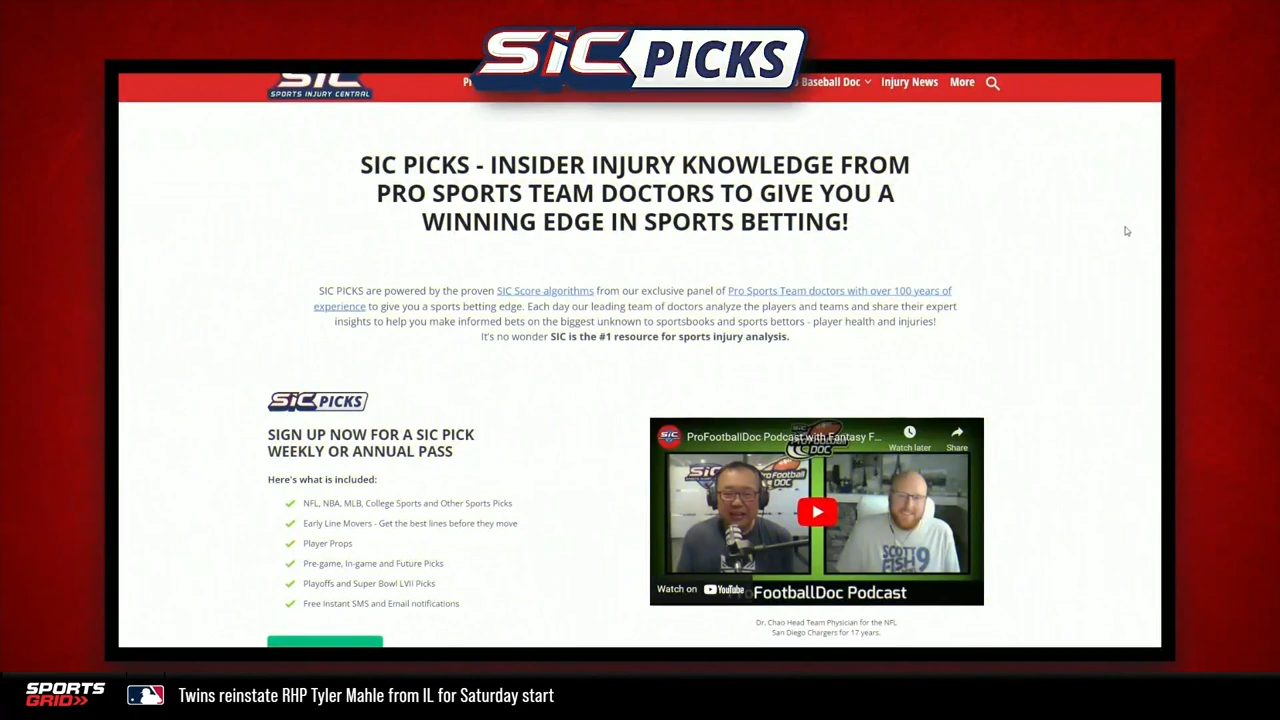 SIC PICKS
SIC
SPORTS INJURY CENTRAL
Baseball Doc
Injury News
More
SIC PICKS - INSIDER INJURY KNOWLEDGE FROM
PRO SPORTS TEAM DOCTORS TO GIVE YOU A
WINNING EDGE IN SPORTS BETTING!
SIC PICKS are powered by the proven SIC Score algorithms from our exclusive panel of Pro Sports Team doctors with over 100 years of
experience to give you a sports betting edge. Each day our leading team of doctors analyze the players and teams and share their expert
insights to help you make informed bets on the biggest unknown to sportsbooks and sports bettors - player health and injuries!
It's no wonder SIC is the #1 resource for sports injury analysis.
SIC PICKS
SIGN UP NOW FOR A SIC PICK
WEEKLY OR ANNUAL PASS
Here's what is included:
NFL, NBA, MLB, College Sports and Other Sports Picks
Early Line Movers - Get the best lines before they move
Player Props
Pre-game, In-game and Future Picks
Playoffs and Super Bowl LVII Picks
Free Instant SMS and Email notifications
SIC
ProFootballDoc Podcast with Fantasy F...
Watch later
Share
SCOTT
FISH 9
Watch on YouTube
ProFootballDoc Podcast
Dr. Chao Head Team Physician for the NFL
San Diego Chargers for 17 years.
SPORTS
GRID
Twins reinstate RHP Tyler Mahle from IL for Saturday start